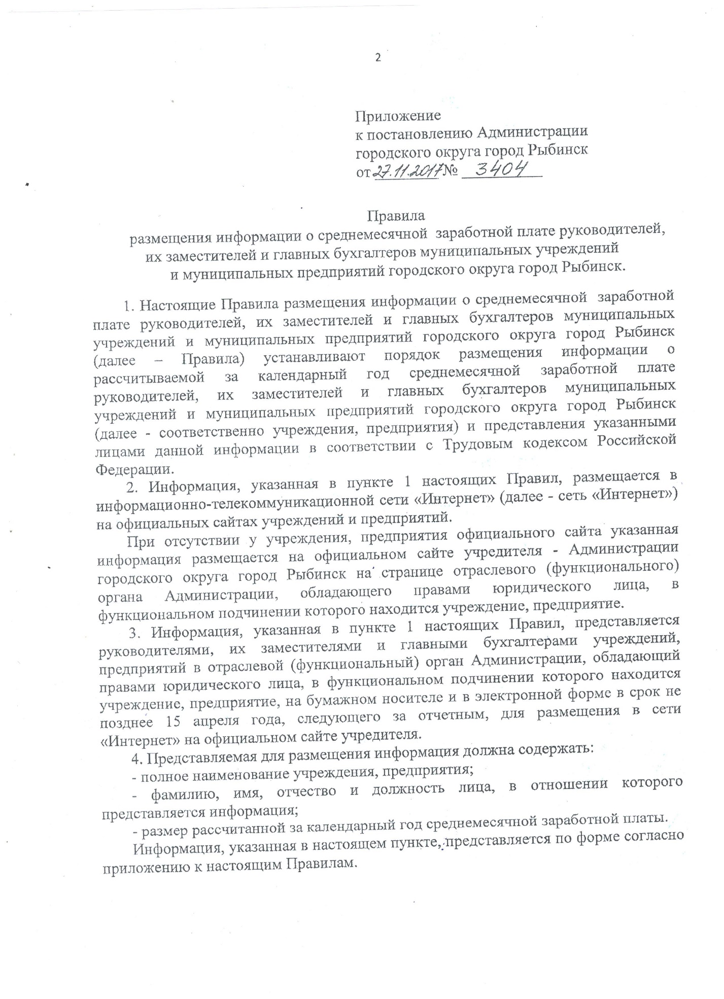 2
Приложение
к постановлению Администрации
городского округа город Рыбинск
от 27.11.2017 № 3404
Правила
размещения информации о среднемесячной заработной плате руководителей,
их заместителей и главных бухгалтеров муниципальных учреждений
и муниципальных предприятий городского округа город Рыбинск.
1. Настоящие Правила размещения информации о среднемесячной заработной
плате руководителей, их заместителей и главных бухгалтеров муниципальных
учреждений и муниципальных предприятий городского округа город Рыбинск
(далее – Правила) устанавливают порядок размещения информации о
рассчитываемой за календарный год среднемесячной заработной плате
руководителей, их заместителей и главных бухгалтеров муниципальных
учреждений и муниципальных предприятий городского округа город Рыбинск
(далее - соответственно учреждения, предприятия) и представления указанными
лицами данной информации в соответствии с Трудовым кодексом Российской
Федерации.
2. Информация, указанная в пункте 1 настоящих Правил, размещается в
информационно-телекоммуникационной сети «Интернет» (далее - сеть «Интернет»)
на официальных сайтах учреждений и предприятий.
При отсутствии у учреждения, предприятия официального сайта указанная
информация размещается на официальном сайте учредителя - Администрации
городского округа город Рыбинск на странице отраслевого (функционального)
органа Администрации, обладающего правами юридического лица, в
функциональном подчинении которого находится учреждение, предприятие.
3. Информация, указанная в пункте 1 настоящих Правил, представляется
руководителями, их заместителями и главными бухгалтерами учреждений,
предприятий в отраслевой (функциональный) орган Администрации, обладающий
правами юридического лица, в функциональном подчинении которого находится
учреждение, предприятие, на бумажном носителе и в электронной форме в срок не
позднее 15 апреля года, следующего за отчетным, для размещения в сети
«Интернет» на официальном сайте учредителя.
4. Представляемая для размещения информация должна содержать:
- полное наименование учреждения, предприятия;
- фамилию, имя, отчество и должность лица, в отношении которого
представляется информация;
- размер рассчитанной за календарный год среднемесячной заработной платы.
Информация, указанная в настоящем пункте, представляется по форме согласно
приложению к настоящим Правилам.